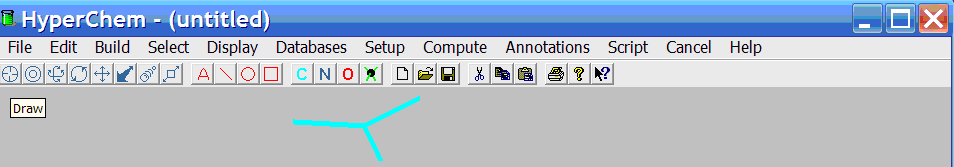 HyperChem - (untitled)
File Edit Build Select Display Databases Setup Compute Annotations Script Cancel Help
A C N O ? ?
Draw